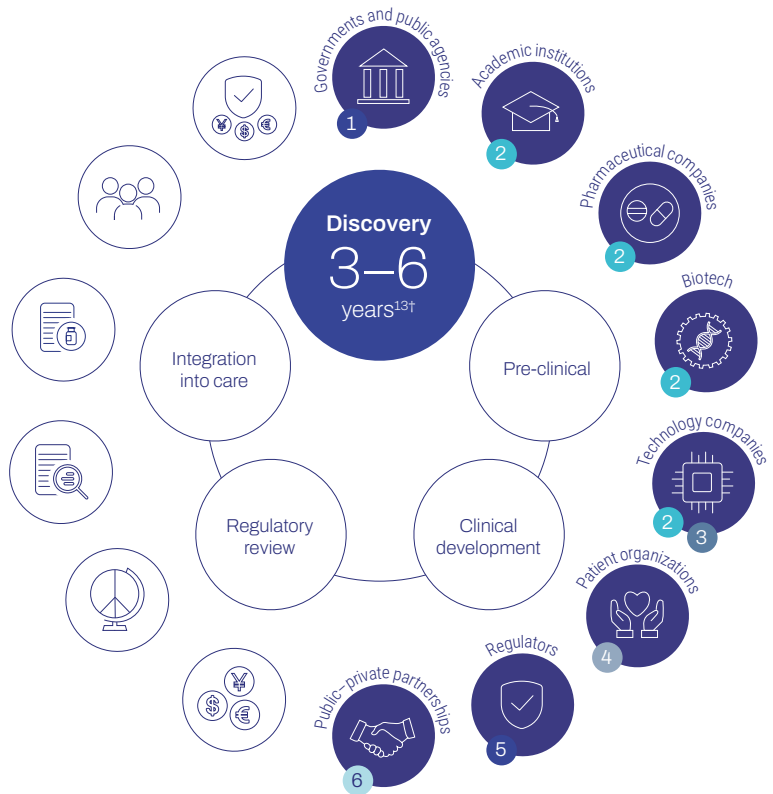 Governments and public agencies
1
Academic institutions
2
Pharmaceutical companies
2
Biotech
2
Technology companies
2
3
Patient organizations
4
Regulators
5
Public–private partnerships
6
Discovery
3–6
years¹³†
Pre-clinical
Clinical
development
Regulatory
review
Integration
into care
¥
$
€
¥
$
€